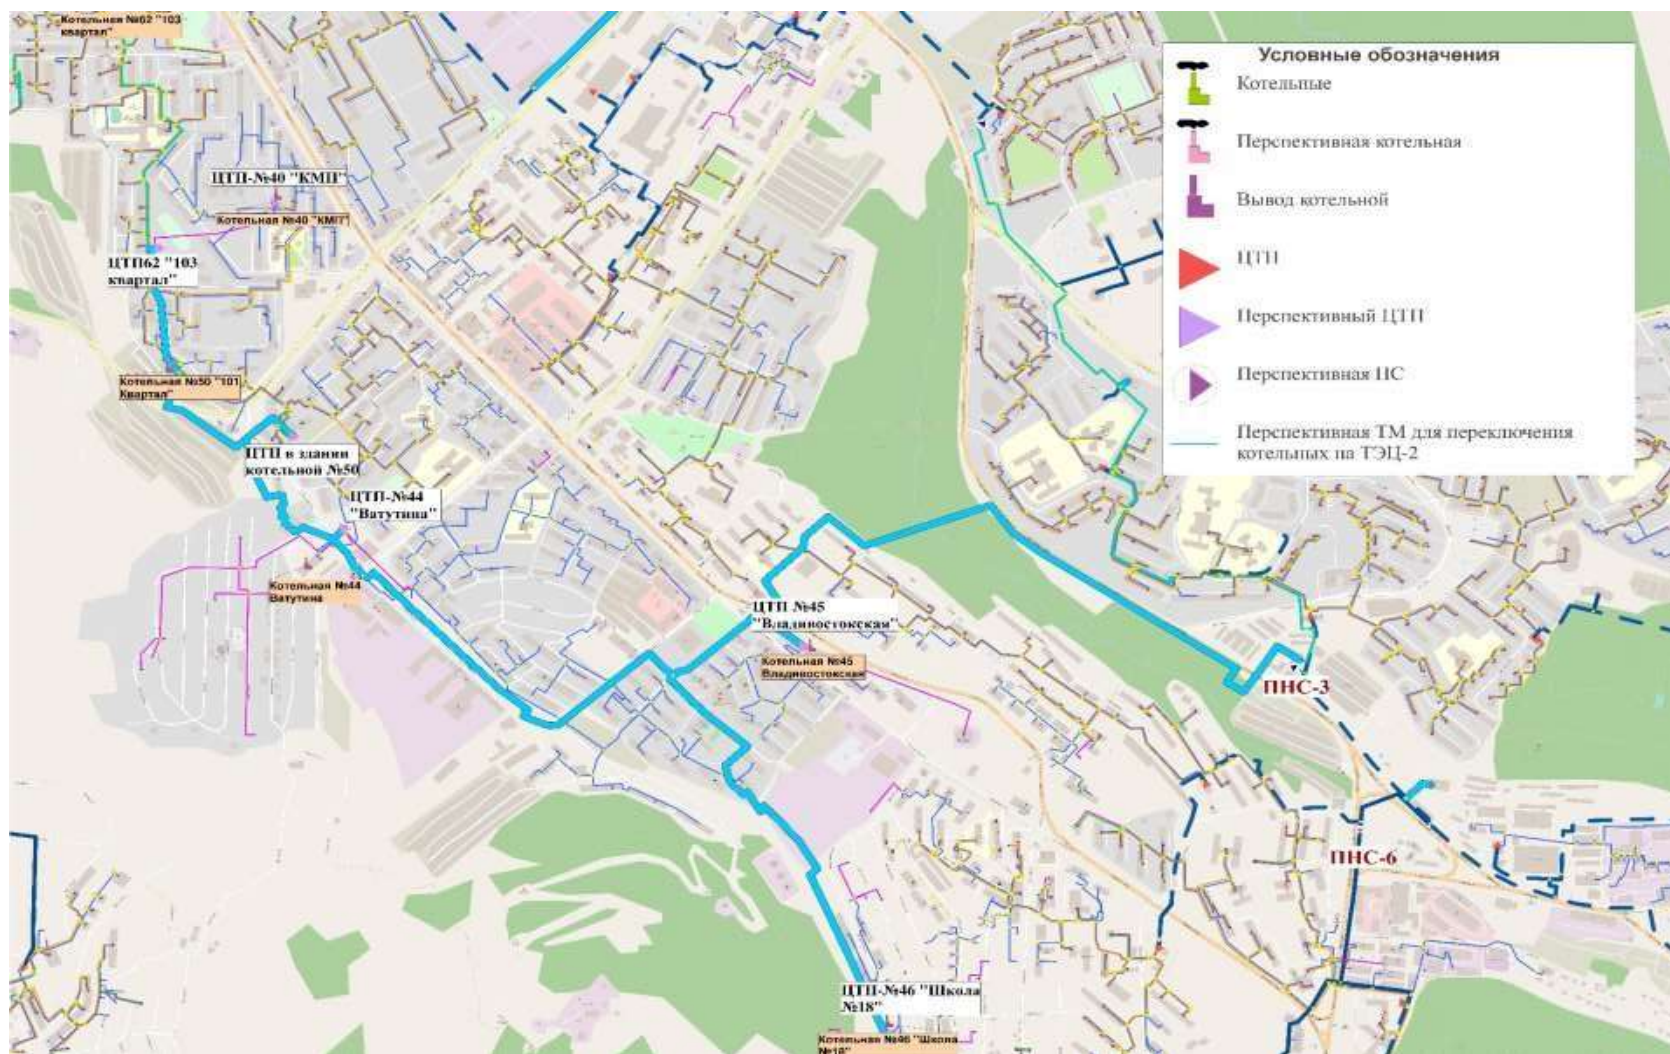 Котельная №62 "103
квартал"
ЦТП-№40 "КМП"
Котельная №40 "КМП"
ЦТП62 "103
квартал"
Котельная №50 "101
Квартал"
ЦТП в здании
котельной №50
ЦТП-№44
"Ватутина"
Котельная №44
Ватутина
ЦТП №45
"Владивостокская"
Котельная №45
Владивостокская
ПНС-3
ПНС-6
ЦТП-№46 "Школа
№18"
Котельная №46 "Школа
№18"
Условные обозначения
Котельные
Перспективная котельная
Вывод котельной
ЦТП
Перспективный ЦТП
Перспективная НС
Перспективная ТМ для переключения
котельных на ТЭЦ-2